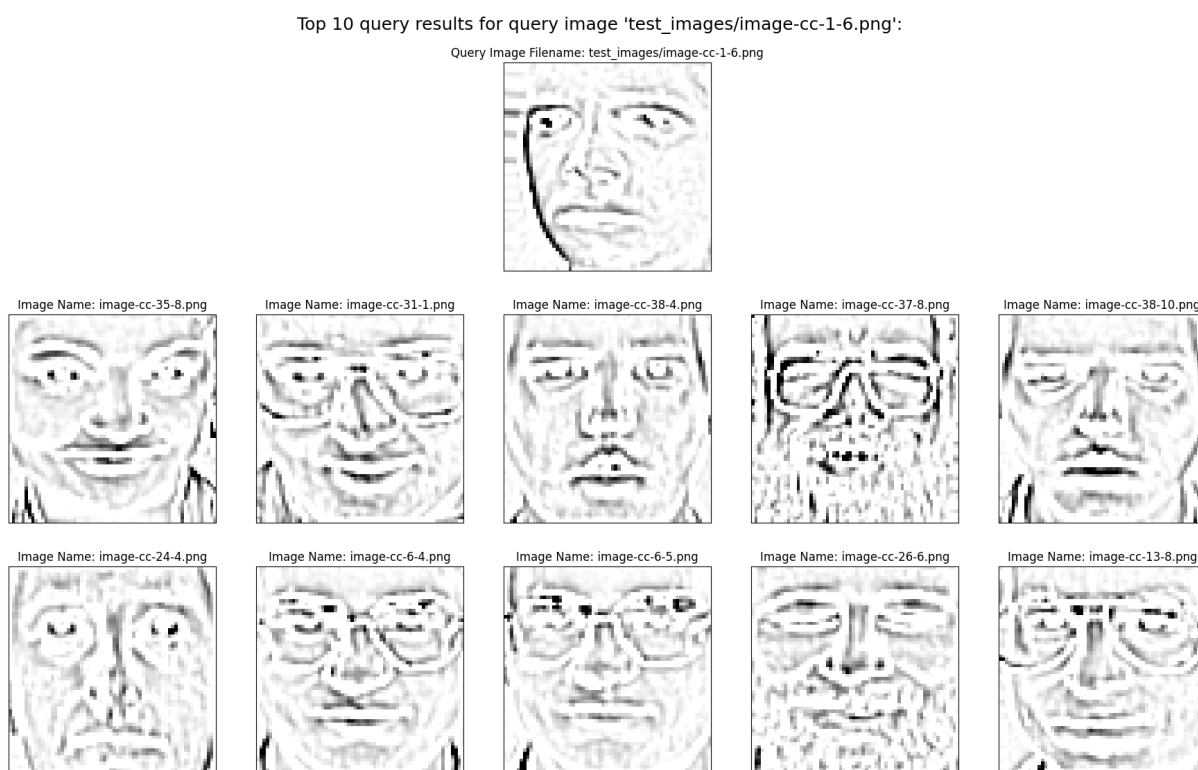 Top 10 query results for query image 'test_images/image-cc-1-6.png':
Query Image Filename: test_images/image-cc-1-6.png
Image Name: image-cc-35-8.png
Image Name: image-cc-31-1.png
Image Name: image-cc-38-4.png
Image Name: image-cc-37-8.png
Image Name: image-cc-38-10.png
Image Name: image-cc-24-4.png
Image Name: image-cc-6-4.png
Image Name: image-cc-6-5.png
Image Name: image-cc-26-6.png
Image Name: image-cc-13-8.png